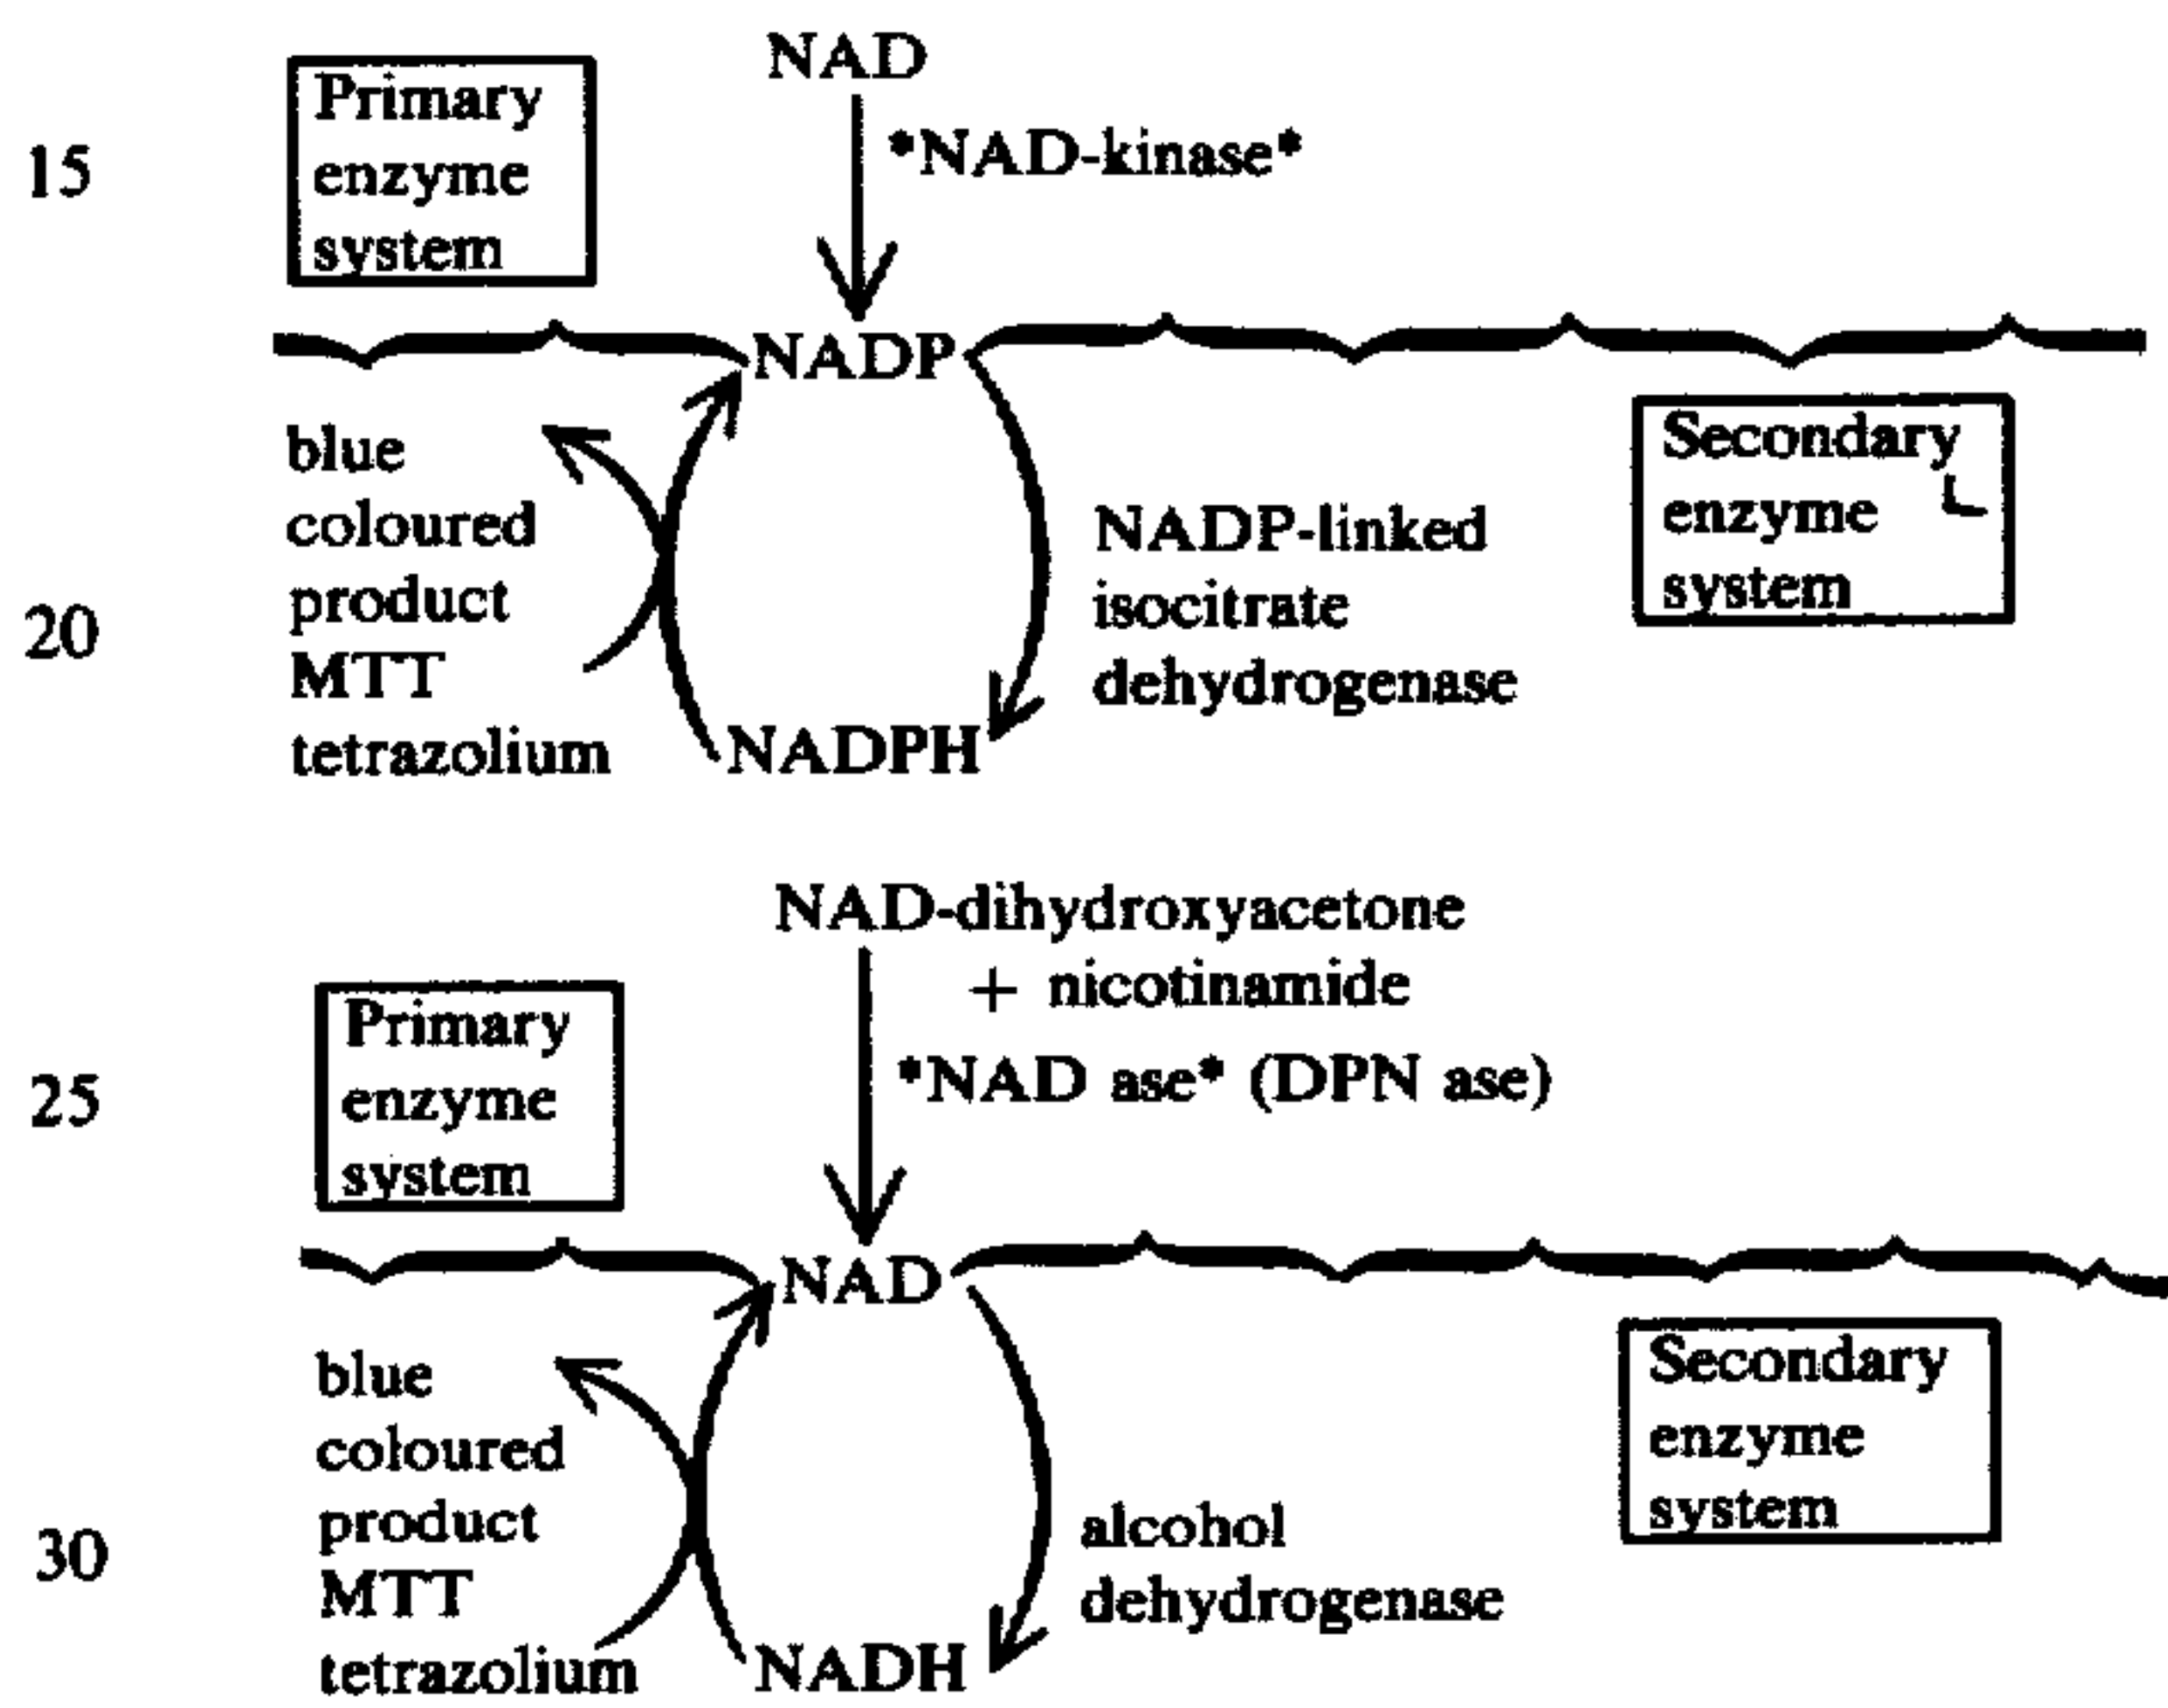 NAD
Primary
enzyme
system
15
*NAD-kinase*
NADP
blue
coloured
product
MTT
tetrazolium
20
NADPH
NADP-linked
isocitrate
dehydrogenase
Secondary
enzyme
system
NAD-dihydroxyacetone
+ nicotinamide
*NAD ase* (DPN ase)
Primary
enzyme
system
25
NAD
blue
coloured
product
MTT
tetrazolium
30
NADH
alcohol
dehydrogenase
Secondary
enzyme
system